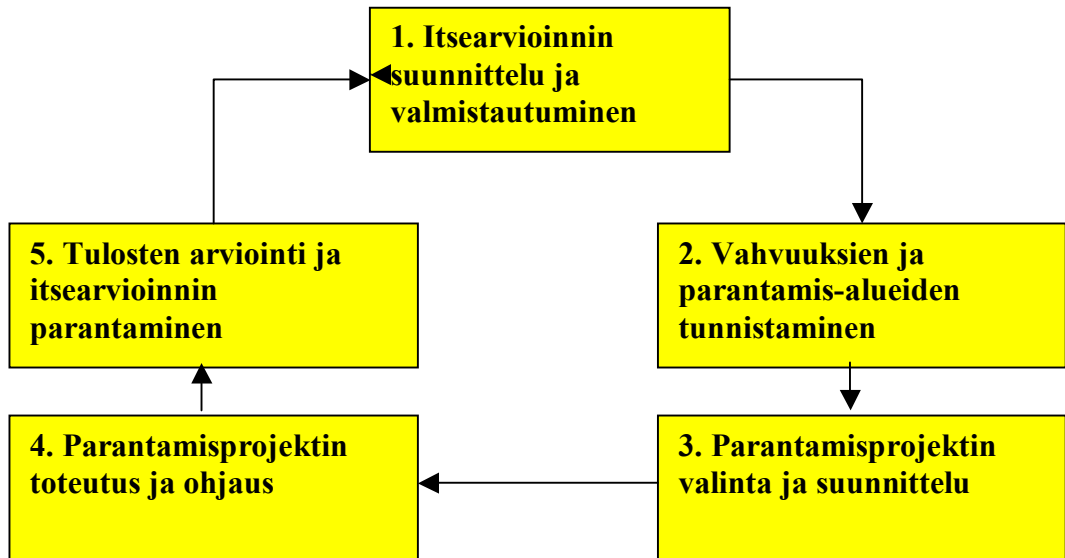 1. Itsearvioinnin
suunnittelu ja
valmistautuminen
2. Vahvuuksien ja
parantamis-alueiden
tunnistaminen
3. Parantamisprojektin
valinta ja suunnittelu
4. Parantamisprojektin
toteutus ja ohjaus
5. Tulosten arviointi ja
itsearvioinnin
parantaminen